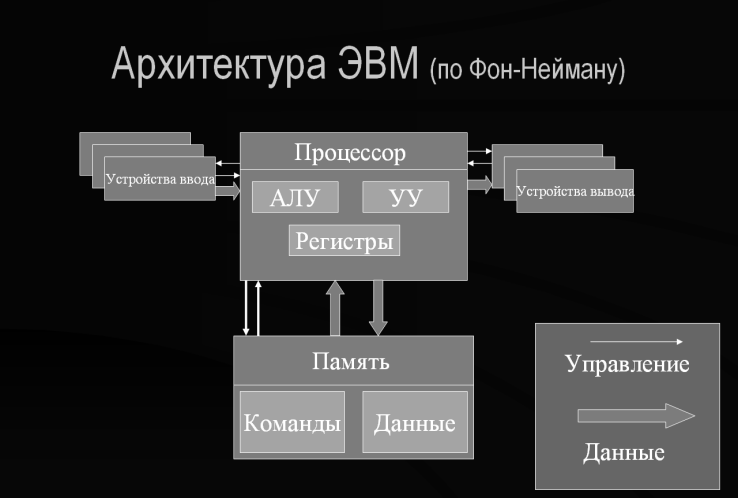 Архитектура ЭВМ (по Фон-Нейману)
Процессор
Устройства ввода
АЛУ
УУ
Устройства вывода
Регистры
Память
Команды
Данные
Управление
Данные